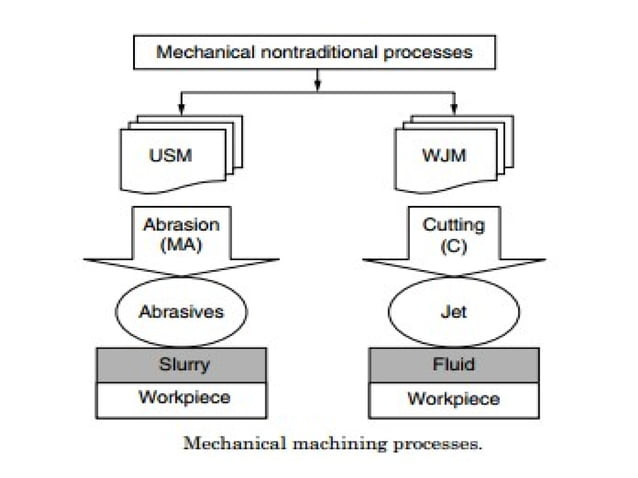 Mechanical nontraditional processes
USM
WJM
Abrasion
(MA)
Cutting
(C)
Abrasives
Jet
Slurry
Fluid
Workpiece
Workpiece
Mechanical machining processes.